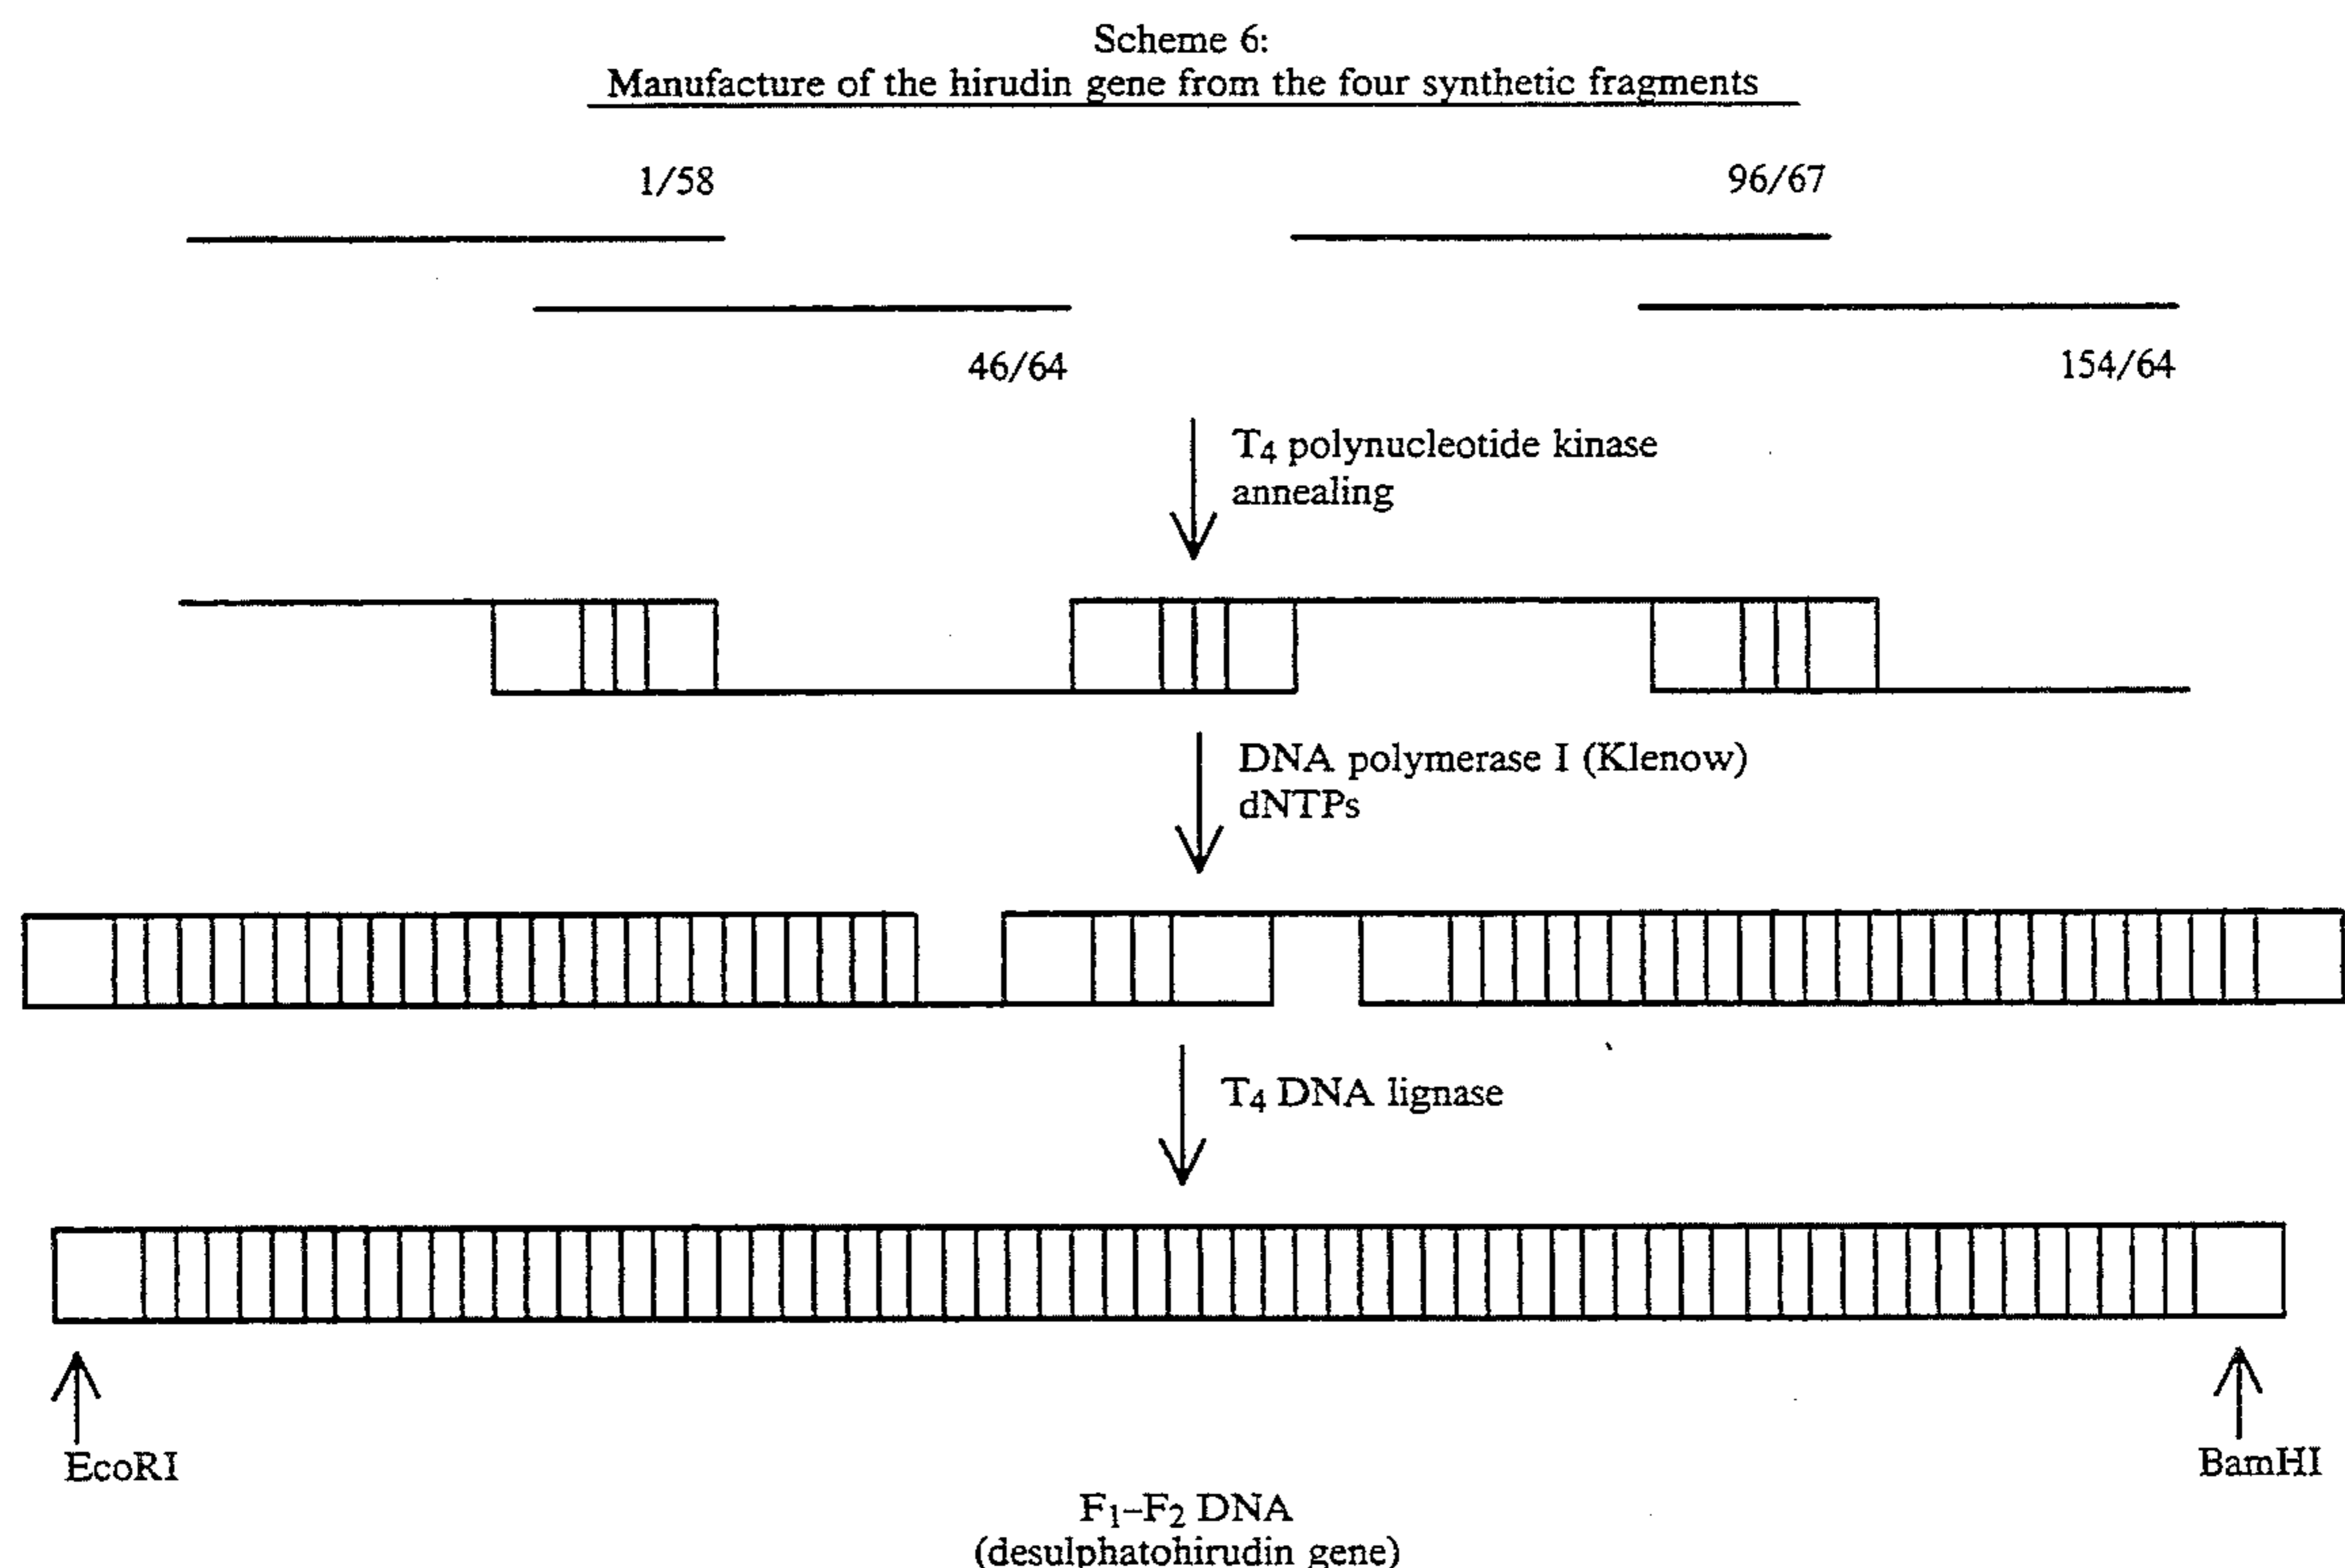 Scheme 6:
Manufacture of the hirudin gene from the four synthetic fragments
1/58
96/67
46/64
154/64
T4 polynucleotide kinase
annealing
DNA polymerase I (Klenow)
dNTPs
T4 DNA lignase
EcoRI
BamHI
F1–F2 DNA
(desulphatohirudin gene)